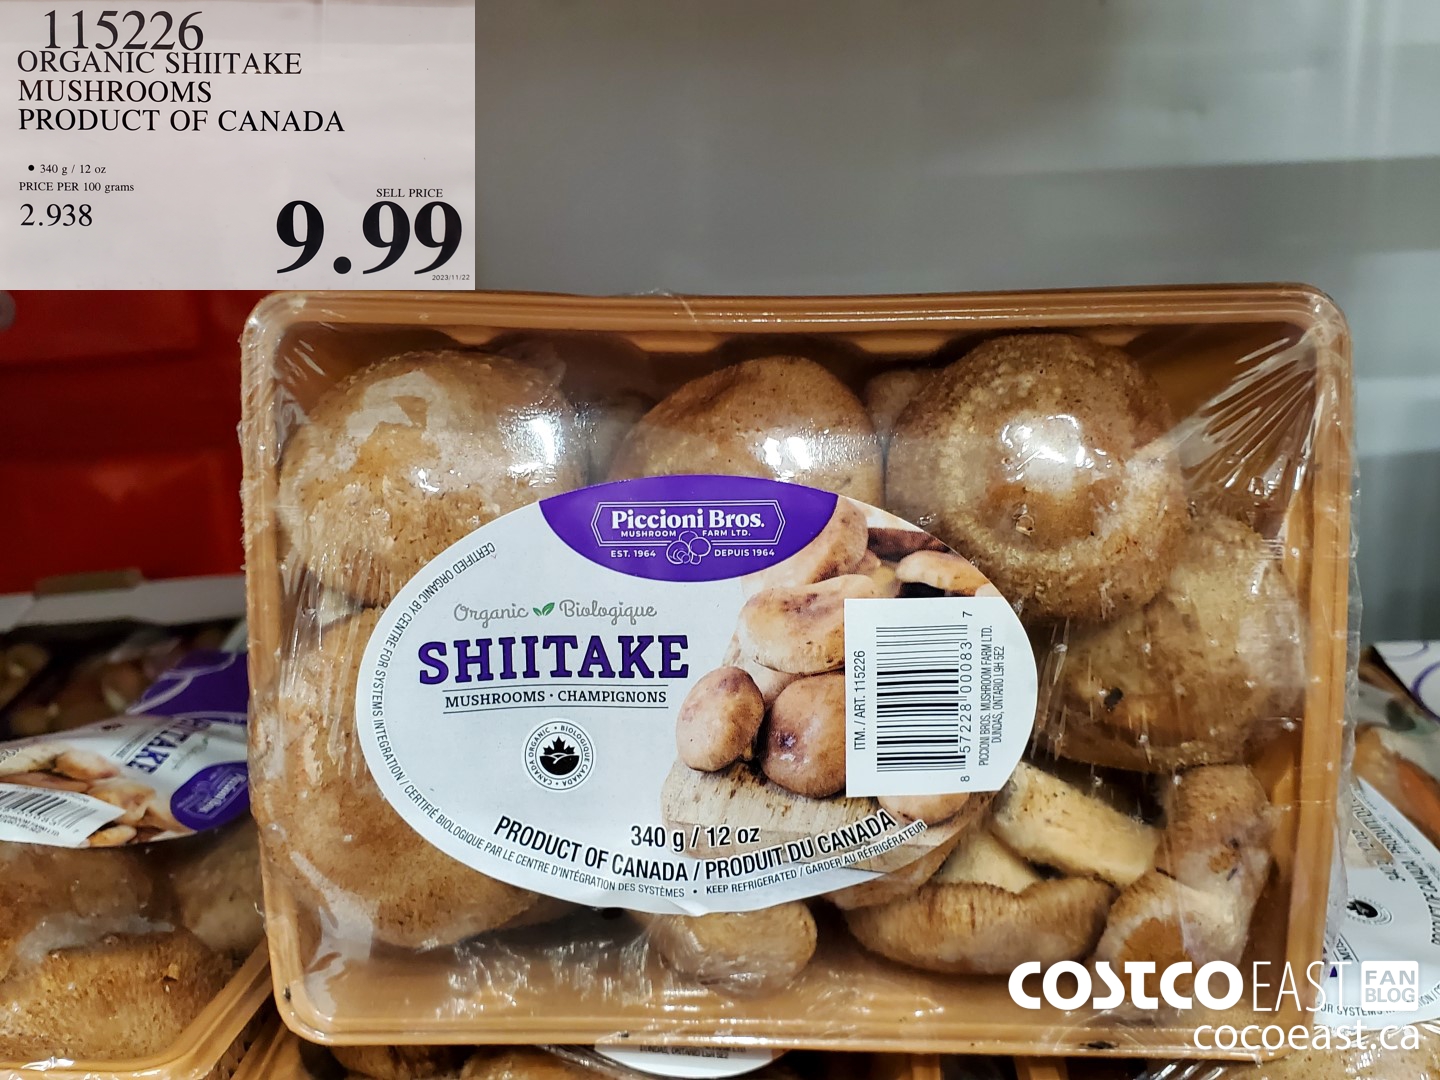 115226
ORGANIC SHIITAKE
MUSHROOMS
PRODUCT OF CANADA
• 340 g / 12 oz
PRICE PER 100 grams
2.938
SELL PRICE
9.99
2023/11/22
Piccioni Bros.
MUSHROOM FARM LTD.
EST. 1964 DEPUIS 1964
Organic Biologique
SHIITAKE
MUSHROOMS · CHAMPIGNONS
CANADA ORGANIC • BIOLOGIQUE CANADA
CERTIFIED ORGANIC BY CENTRE FOR SYSTEMS INTEGRATION / CERTIFIÉ BIOLOGIQUE PAR LE CENTRE D'INTÉGRATION DES SYSTÈMES • KEEP REFRIGERATED / GARDER AU RÉFRIGÉRATEUR
340 g / 12 oz
PRODUCT OF CANADA / PRODUIT DU CANADA
ITM. / ART. 115226
8 57228 00083 7
PICCIONI BROS. MUSHROOM FARM LTD.
DUNDAS, ONTARIO L9H 5E2
COSTCO EAST FAN BLOG
cocoeast.ca